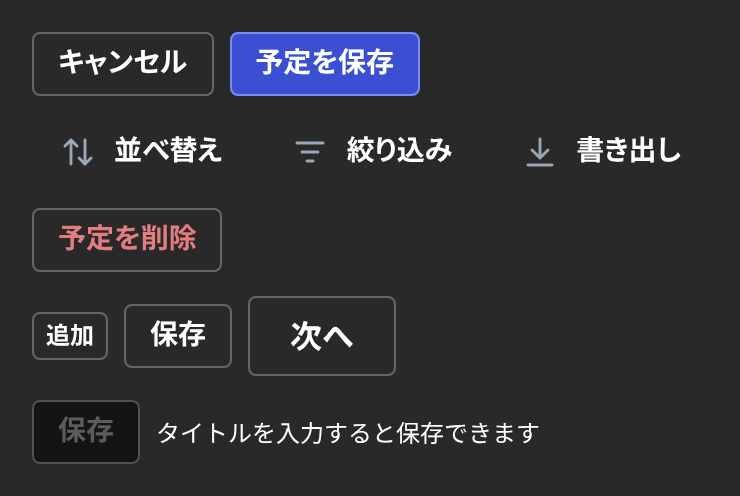 キャンセル 予定を保存
並べ替え 絞り込み 書き出し
予定を削除
追加 保存 次へ
保存 タイトルを入力すると保存できます